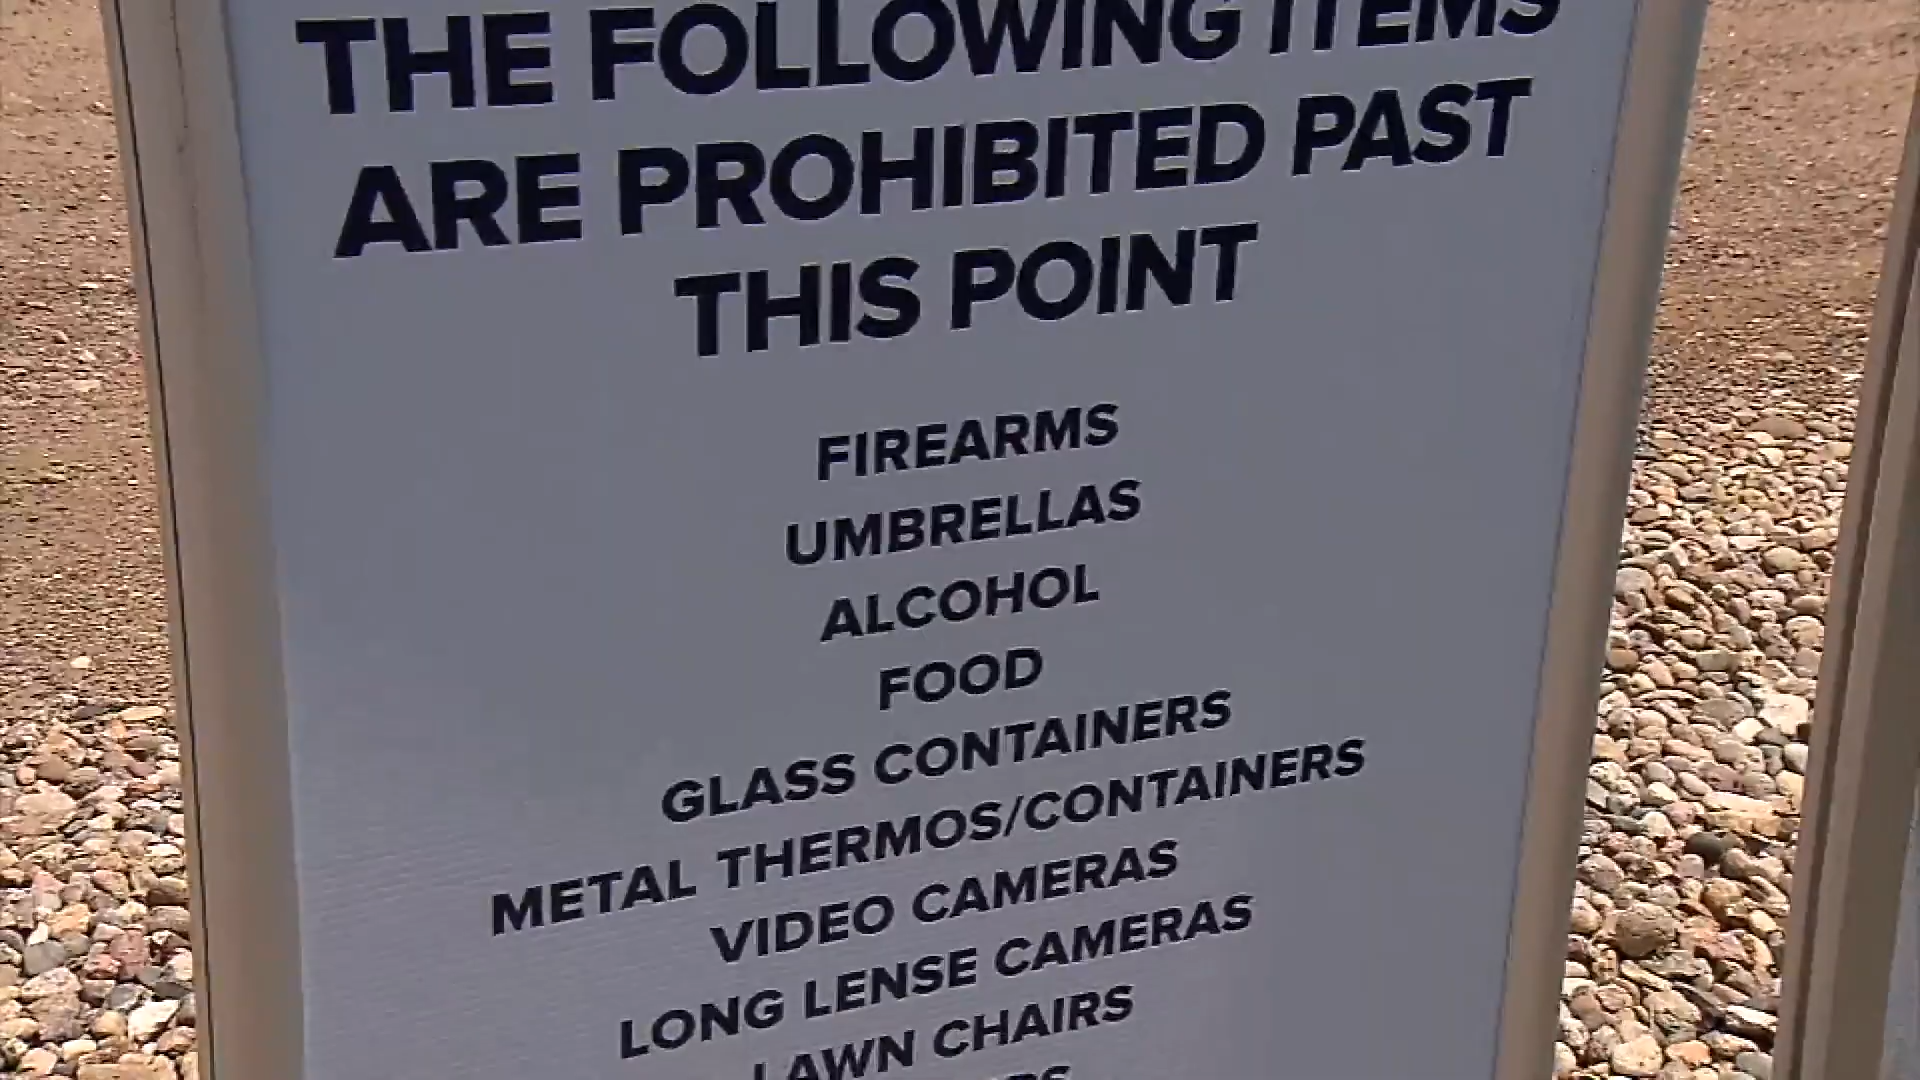 THE FOLLOWING ITEMS
ARE PROHIBITED PAST
THIS POINT
FIREARMS
UMBRELLAS
ALCOHOL
FOOD
GLASS CONTAINERS
METAL THERMOS/CONTAINERS
VIDEO CAMERAS
LONG LENSE CAMERAS
LAWN CHAIRS